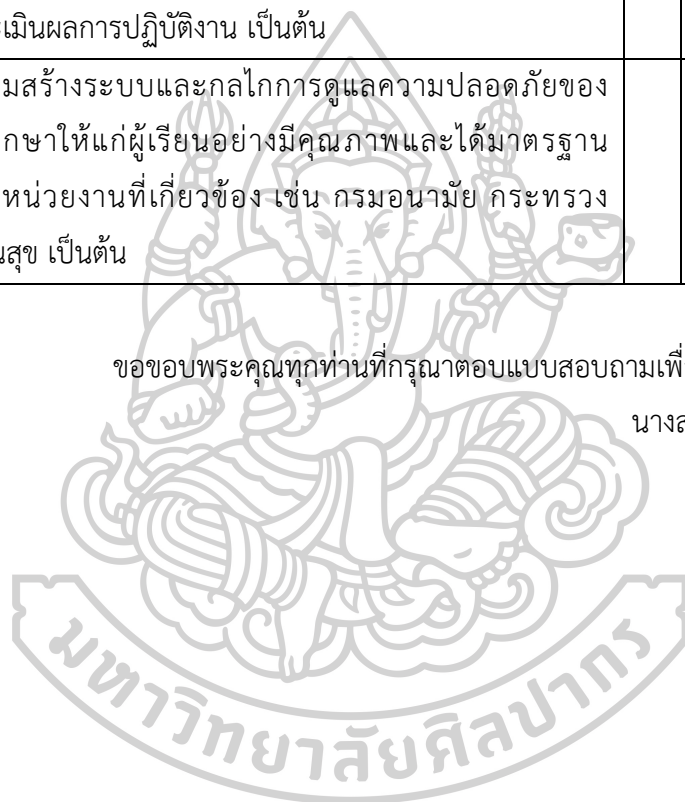 ะเมินผลการปฏิบัติงาน เป็นต้น
มสร้างระบบและกลไกการดูแลความปลอดภัยของ
กษาให้แก่ผู้เรียนอย่างมีคุณภาพและได้มาตรฐาน
หน่วยงานที่เกี่ยวข้อง เช่น กรมอนามัย กระทรวง
นสุข เป็นต้น
ขอขอบพระคุณทุกท่านที่กรุณาตอบแบบสอบถามเพื่
นางส
มหาวิทยาลัยศิลปากร